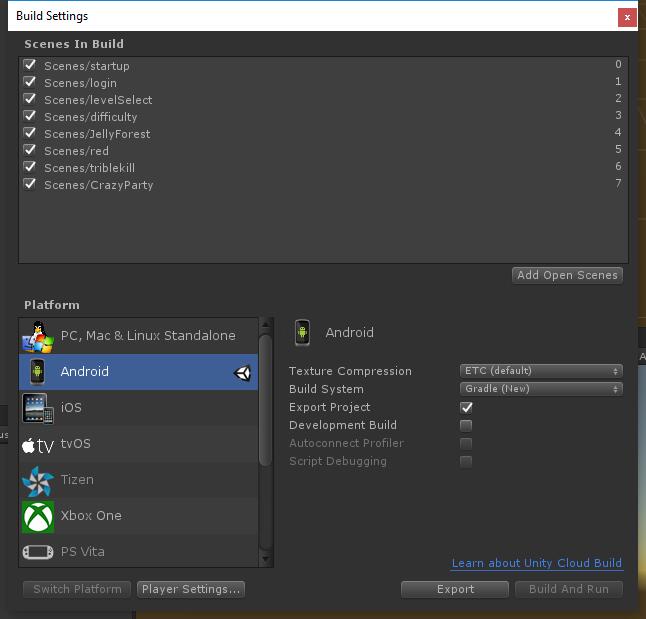 Build Settings
x
Scenes In Build
Scenes/startup 0
Scenes/login 1
Scenes/levelSelect 2
Scenes/difficulty 3
Scenes/JellyForest 4
Scenes/red 5
Scenes/triblekill 6
Scenes/CrazyParty 7
Add Open Scenes
Platform
PC, Mac & Linux Standalone
Android
iOS
tv tvOS
Tizen
Xbox One
PS Vita
Android
Texture Compression ETC (default)
Build System Gradle (New)
Export Project
Development Build
Autoconnect Profiler
Script Debugging
Learn about Unity Cloud Build
Switch Platform
Player Settings...
Export
Build And Run